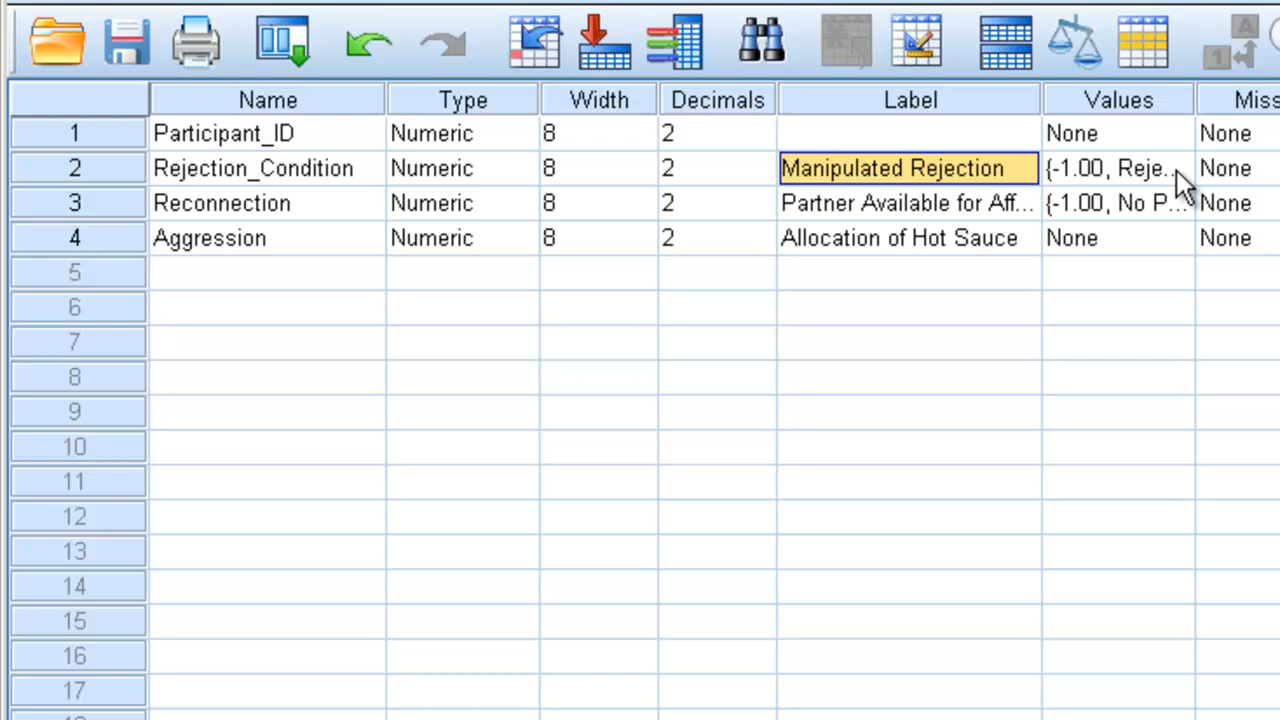 Name Type Width Decimals Label Values Miss
1 Participant_ID Numeric 8 2 None None
2 Rejection_Condition Numeric 8 2 Manipulated Rejection {-1.00, Reje... None
3 Reconnection Numeric 8 2 Partner Available for Aff... {-1.00, No P... None
4 Aggression Numeric 8 2 Allocation of Hot Sauce None None
5
6
7
8
9
10
11
12
13
14
15
16
17